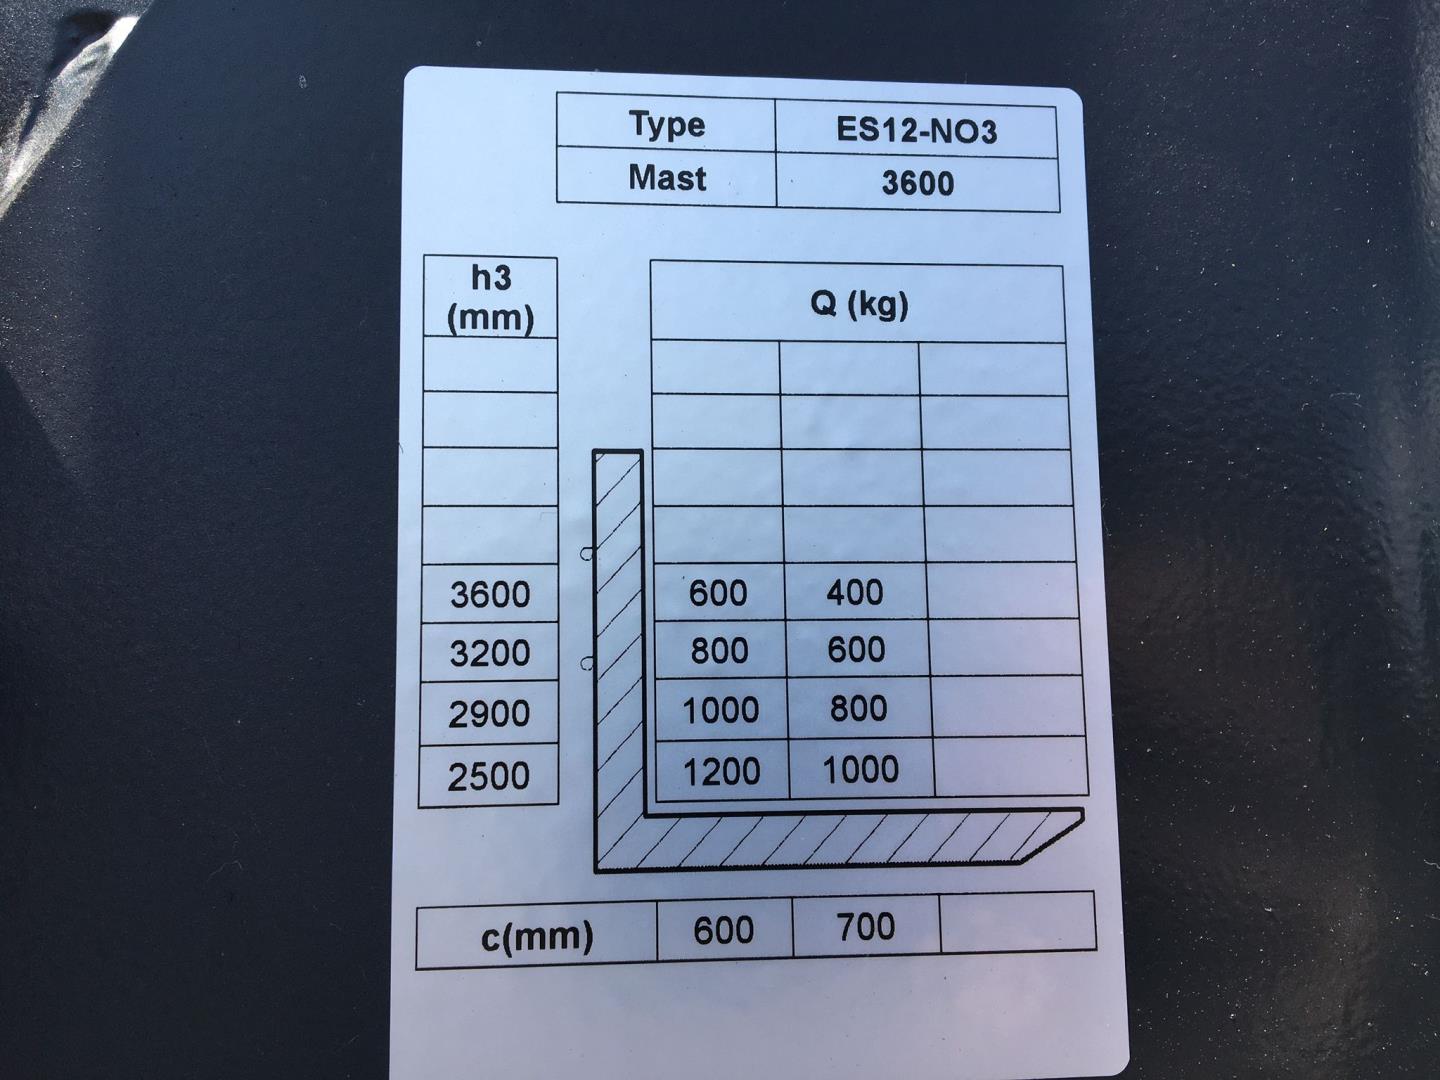 Type ES12-NO3
Mast 3600
h3
(mm)
Q (kg)
3600 600 400
3200 800 600
2900 1000 800
2500 1200 1000
c(mm) 600 700